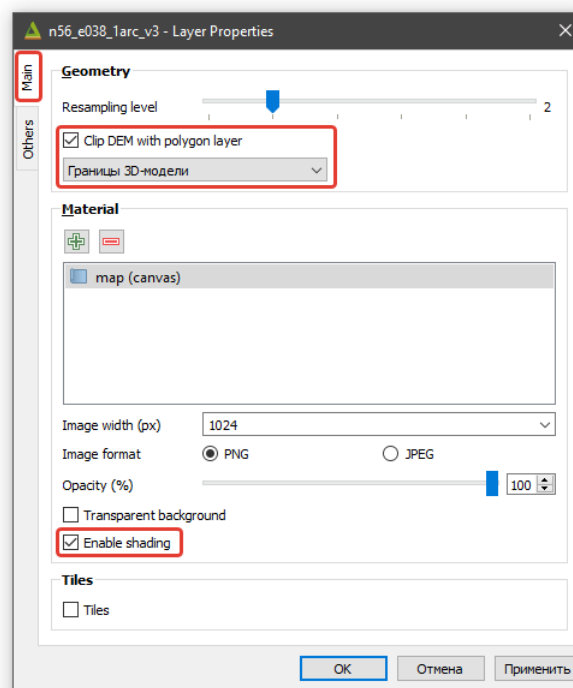 n56_e038_1arc_v3 - Layer Properties
Main
Others
Geometry
Resampling level
2
Clip DEM with polygon layer
Границы 3D-модели
Material
map (canvas)
Image width (px)
1024
Image format
PNG
JPEG
Opacity (%)
100
Transparent background
Enable shading
Tiles
Tiles
OK
Отмена
Применить